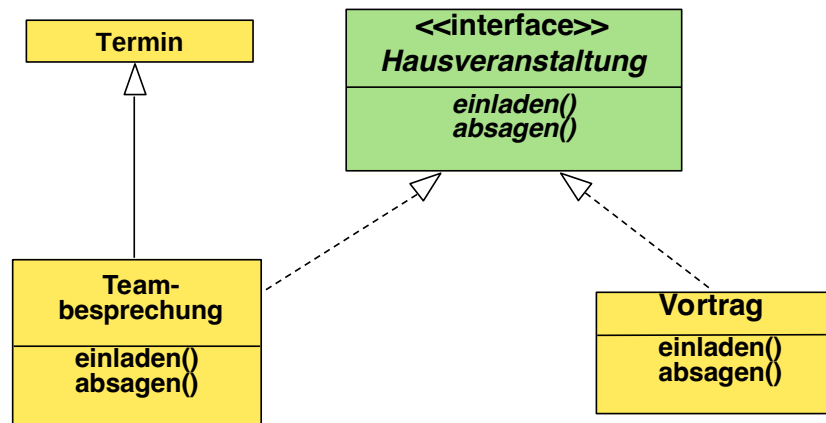 Termin
<<interface>>
Hausveranstaltung
einladen()
absagen()
Team-
besprechung
einladen()
absagen()
Vortrag
einladen()
absagen()